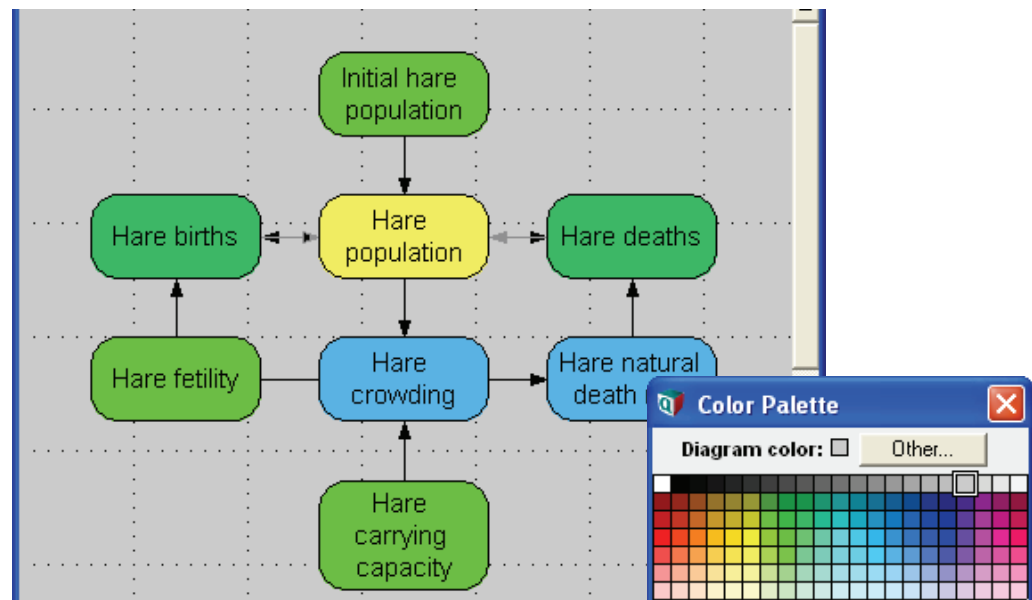 Initial hare
population
Hare births
Hare
population
Hare deaths
Hare fetility
Hare
crowding
Hare natural
death
Hare
carrying
capacity
Color Palette
Diagram color:
Other...